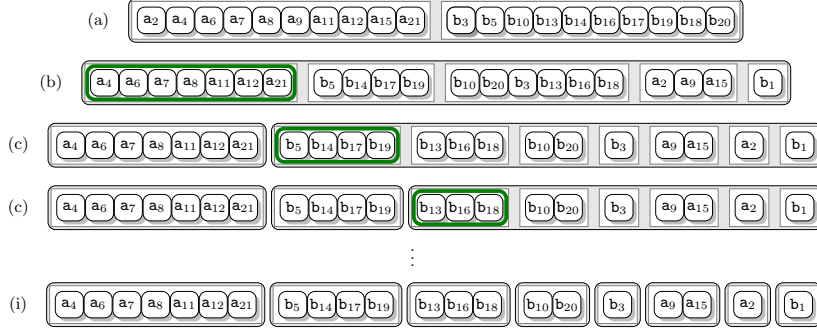 (a) a2 a4 a6 a7 a8 a9 a11 a12 a15 a21 b3 b5 b10 b13 b14 b16 b17 b19 b18 b20
(b) a4 a6 a7 a8 a11 a12 a21 b5 b14 b17 b19 b10 b20 b3 b13 b16 b18 a2 a9 a15 b1
(c) a4 a6 a7 a8 a11 a12 a21 b5 b14 b17 b19 b13 b16 b18 b10 b20 b3 a9 a15 a2 b1
(c) a4 a6 a7 a8 a11 a12 a21 b5 b14 b17 b19 b13 b16 b18 b10 b20 b3 a9 a15 a2 b1
⋮
(i) a4 a6 a7 a8 a11 a12 a21 b5 b14 b17 b19 b13 b16 b18 b10 b20 b3 a9 a15 a2 b1